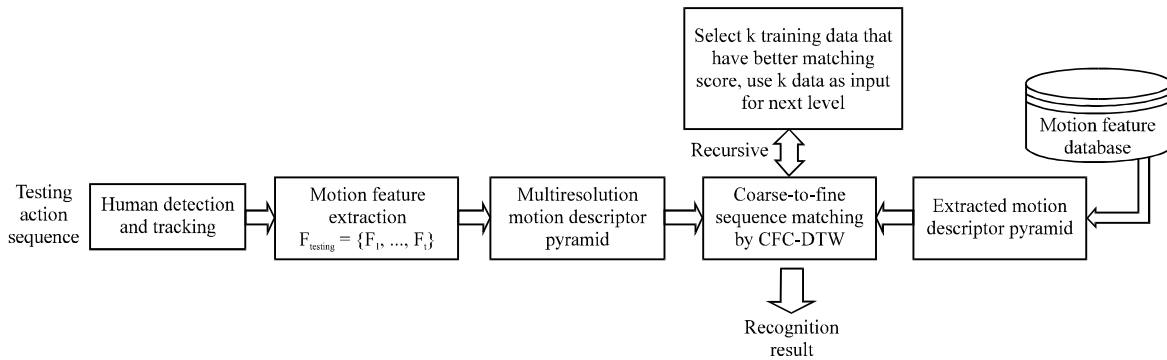 Select k training data that
have better matching
score, use k data as input
for next level
Motion feature
database
Recursive
Testing
action
sequence
Human detection
and tracking
Motion feature
extraction
F_testing = {F_1, ..., F_t}
Multiresolution
motion descriptor
pyramid
Coarse-to-fine
sequence matching
by CFC-DTW
Extracted motion
descriptor pyramid
Recognition
result